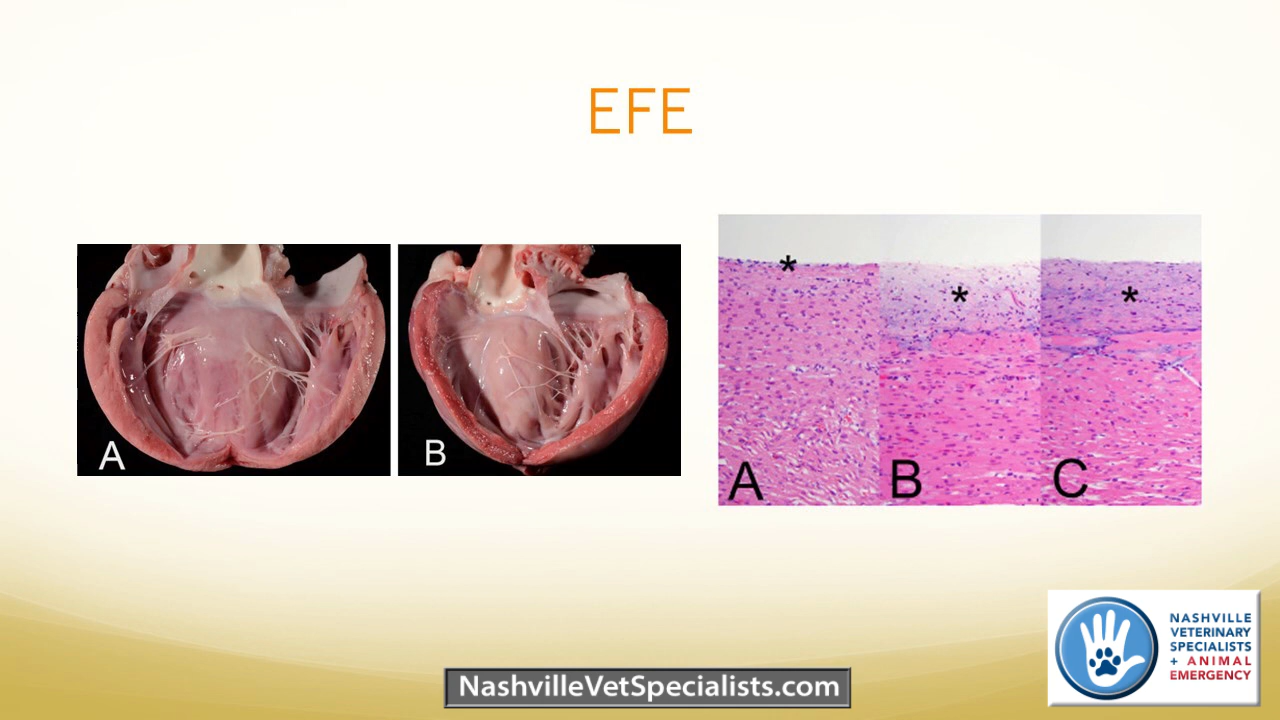 EFE
A
B
*
*
*
A
B
C
NASHVILLE
VETERINARY
SPECIALISTS
+ ANIMAL
EMERGENCY
NashvilleVetSpecialists.com